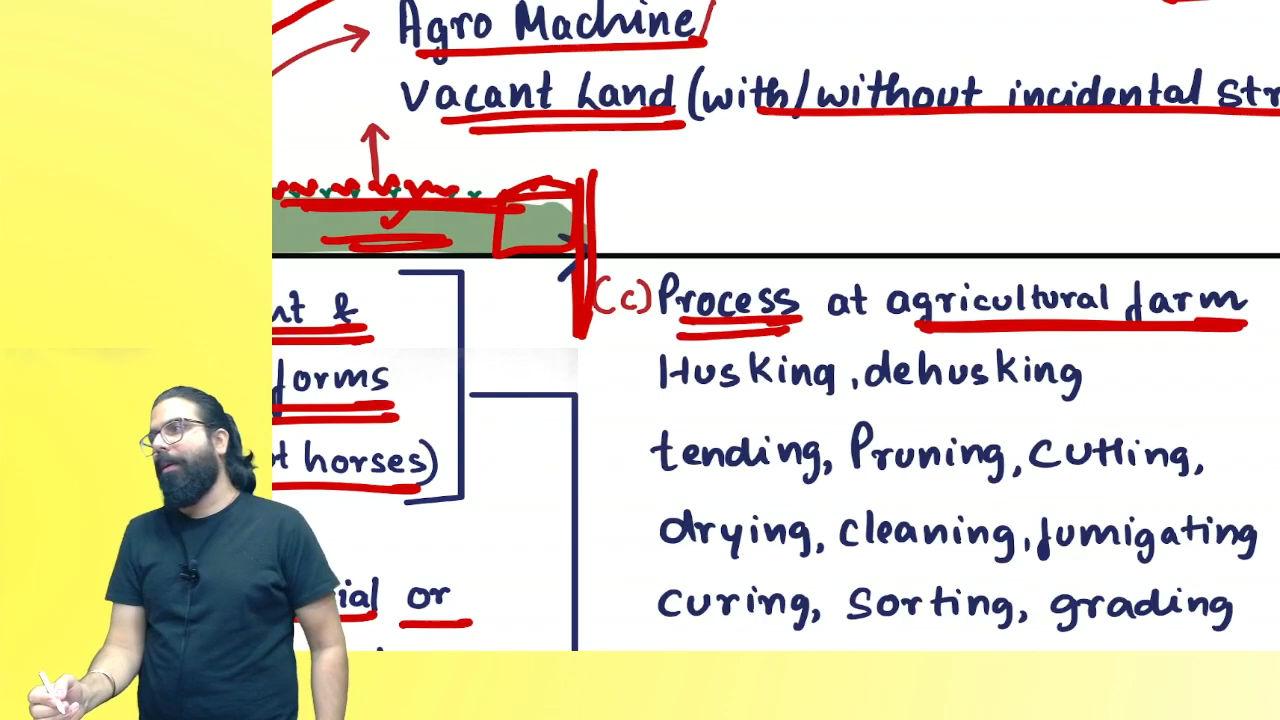 Agro Machine/
Vacant Land (with/without incidental Str
nt &
forms
t horses)
ial or
(c) Process at agricultural farm
Husking, dehusking
tending, Pruning, Cutting,
drying, cleaning, fumigating
curing, Sorting, grading